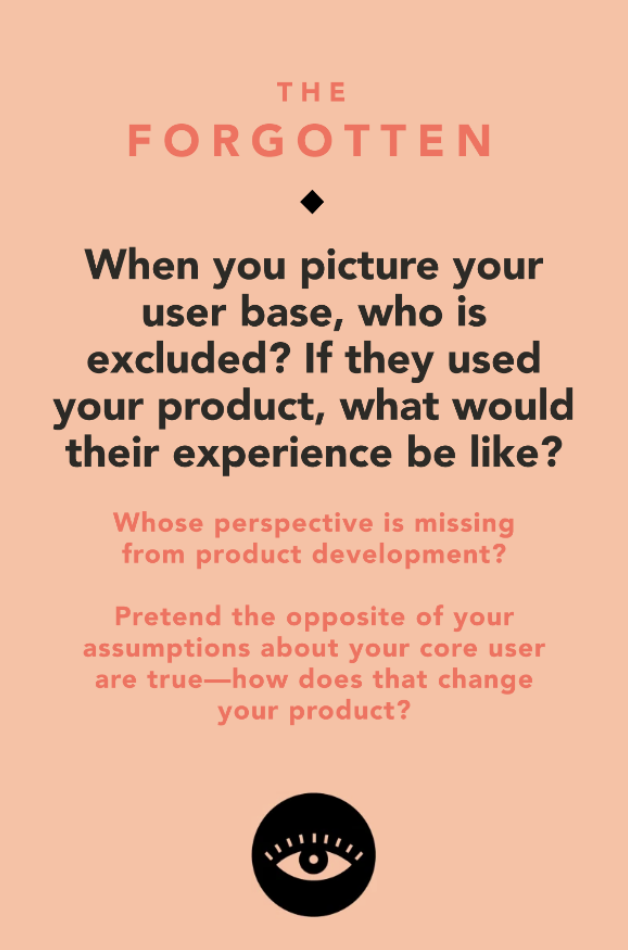 THE
FORGOTTEN
When you picture your
user base, who is
excluded? If they used
your product, what would
their experience be like?
Whose perspective is missing
from product development?
Pretend the opposite of your
assumptions about your core user
are true—how does that change
your product?